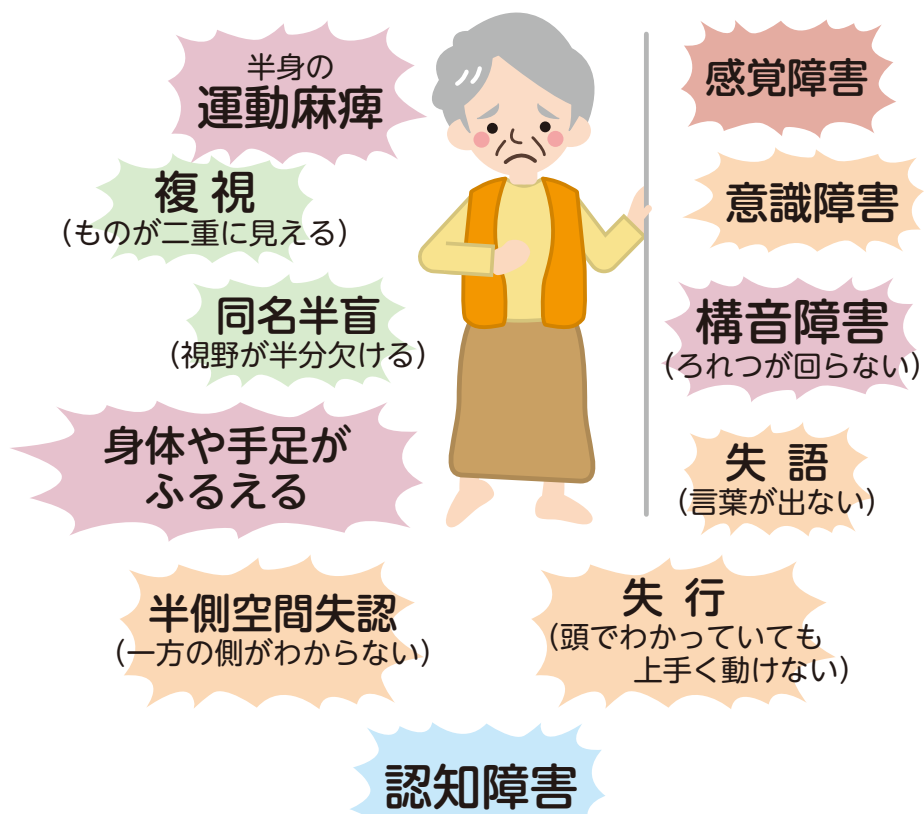 半身の
運動麻痺
複視
（ものが二重に見える）
同名半盲
（視野が半分欠ける）
身体や手足が
ふるえる
半側空間失認
（一方の側がわからない）
感覚障害
意識障害
構音障害
（ろれつが回らない）
失語
（言葉が出ない）
失行
（頭でわかっていても
上手く動けない）
認知障害